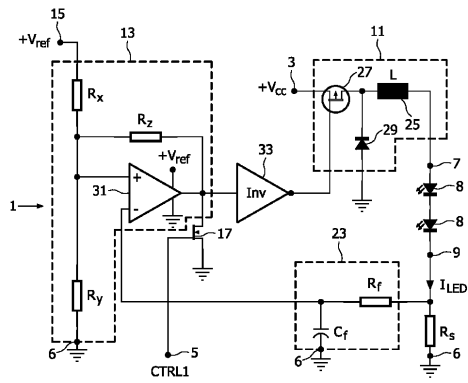 15
+Vref
13
Rx
Rz
+Vref
31
+
-
1
Ry
6
17
5
CTRL1
33
Inv
3
+Vcc
11
27
L
25
29
7
8
8
9
ILED
23
Rf
Cf
6
Rs
6